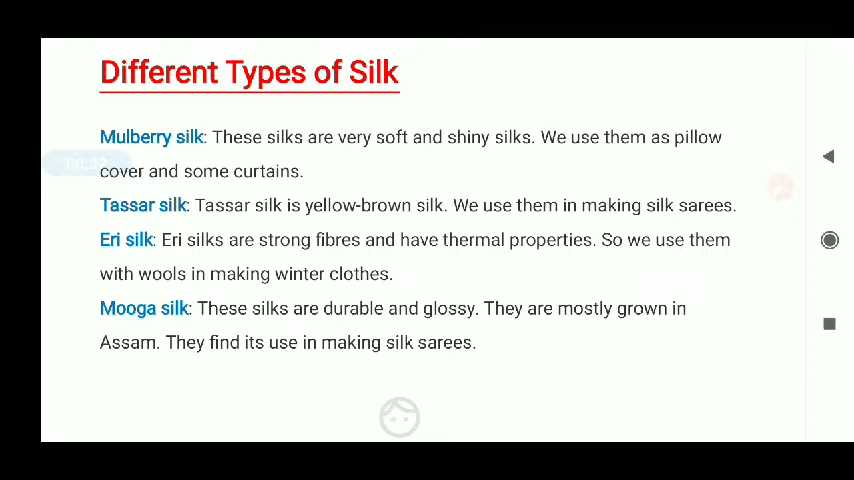 Different Types of Silk
Mulberry silk: These silks are very soft and shiny silks. We use them as pillow
cover and some curtains.
Tassar silk: Tassar silk is yellow-brown silk. We use them in making silk sarees.
Eri silk: Eri silks are strong fibres and have thermal properties. So we use them
with wools in making winter clothes.
Mooga silk: These silks are durable and glossy. They are mostly grown in
Assam. They find its use in making silk sarees.